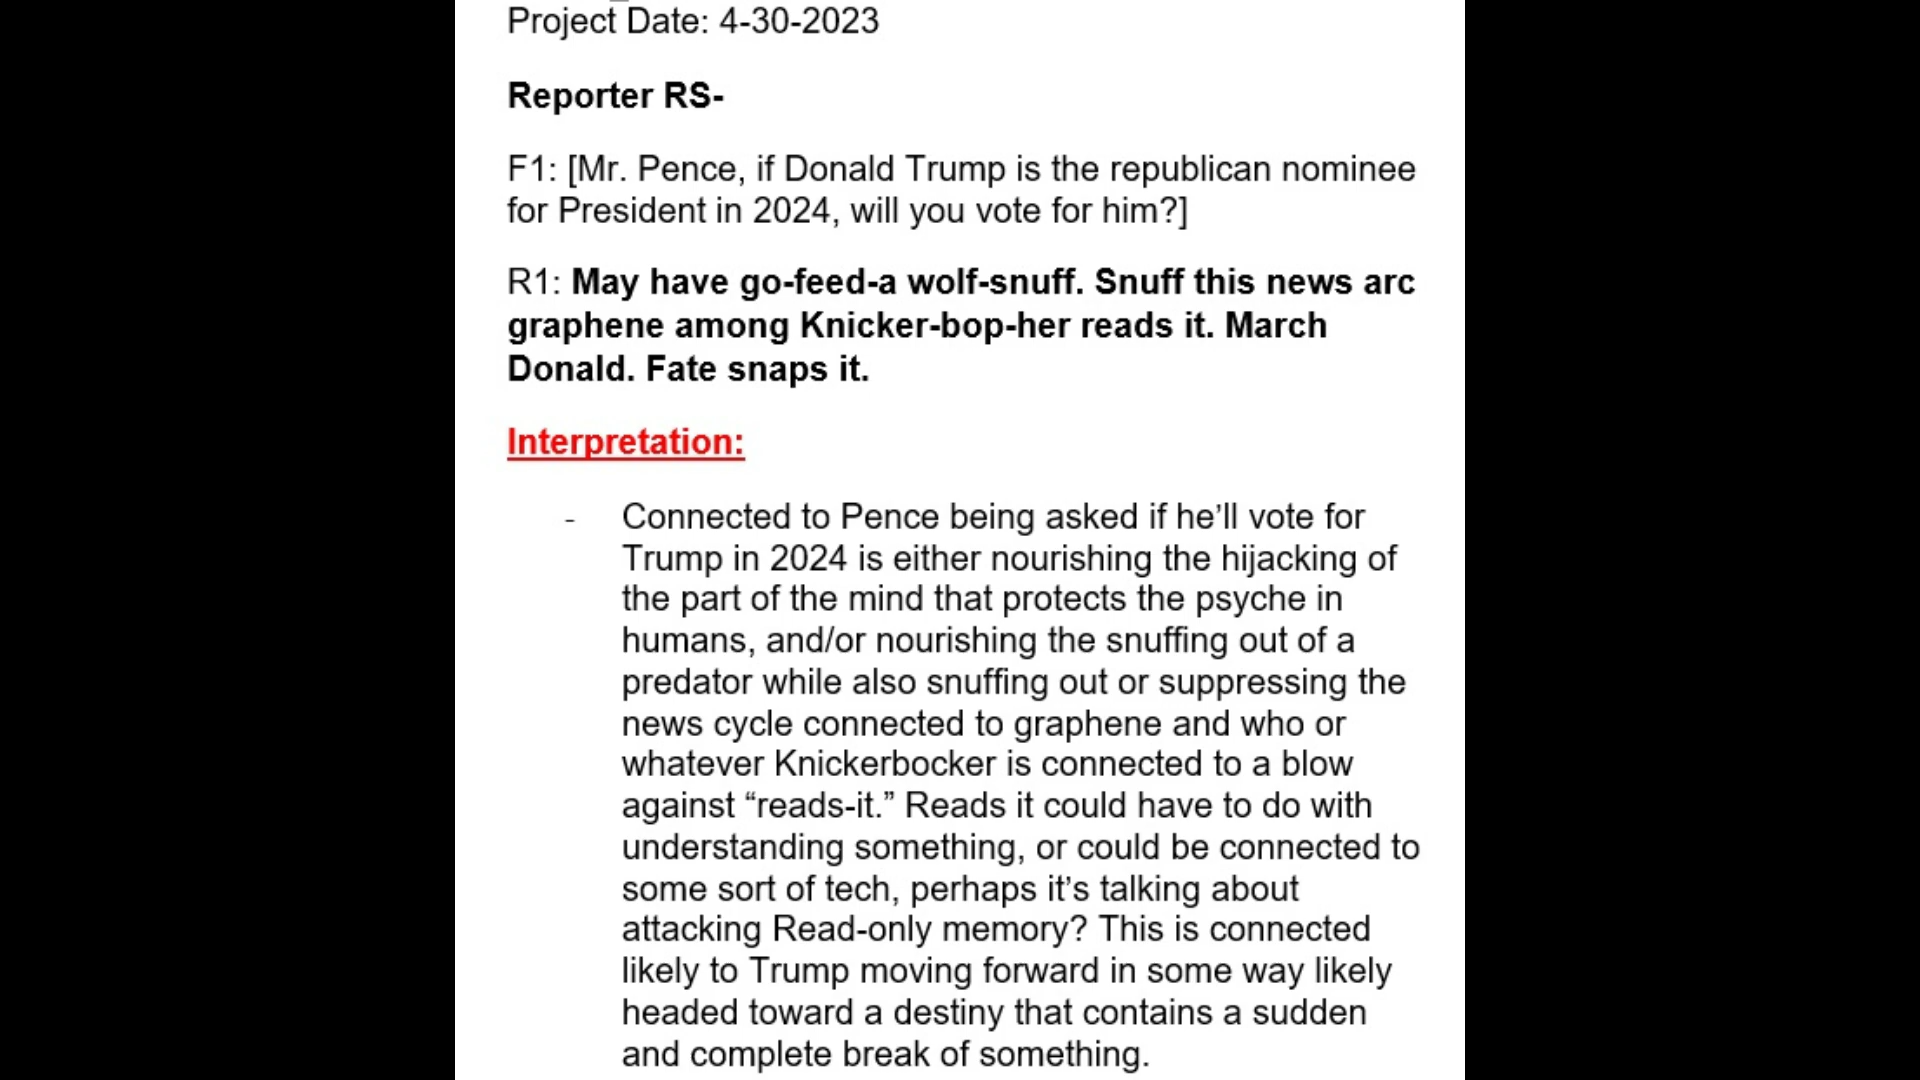 Project Date: 4-30-2023
Reporter RS-
F1: [Mr. Pence, if Donald Trump is the republican nominee
for President in 2024, will you vote for him?]
R1: May have go-feed-a wolf-snuff. Snuff this news arc
graphene among Knicker-bop-her reads it. March
Donald. Fate snaps it.
Interpretation:
- Connected to Pence being asked if he’ll vote for
Trump in 2024 is either nourishing the hijacking of
the part of the mind that protects the psyche in
humans, and/or nourishing the snuffing out of a
predator while also snuffing out or suppressing the
news cycle connected to graphene and who or
whatever Knickerbocker is connected to a blow
against “reads-it.” Reads it could have to do with
understanding something, or could be connected to
some sort of tech, perhaps it’s talking about
attacking Read-only memory? This is connected
likely to Trump moving forward in some way likely
headed toward a destiny that contains a sudden
and complete break of something.